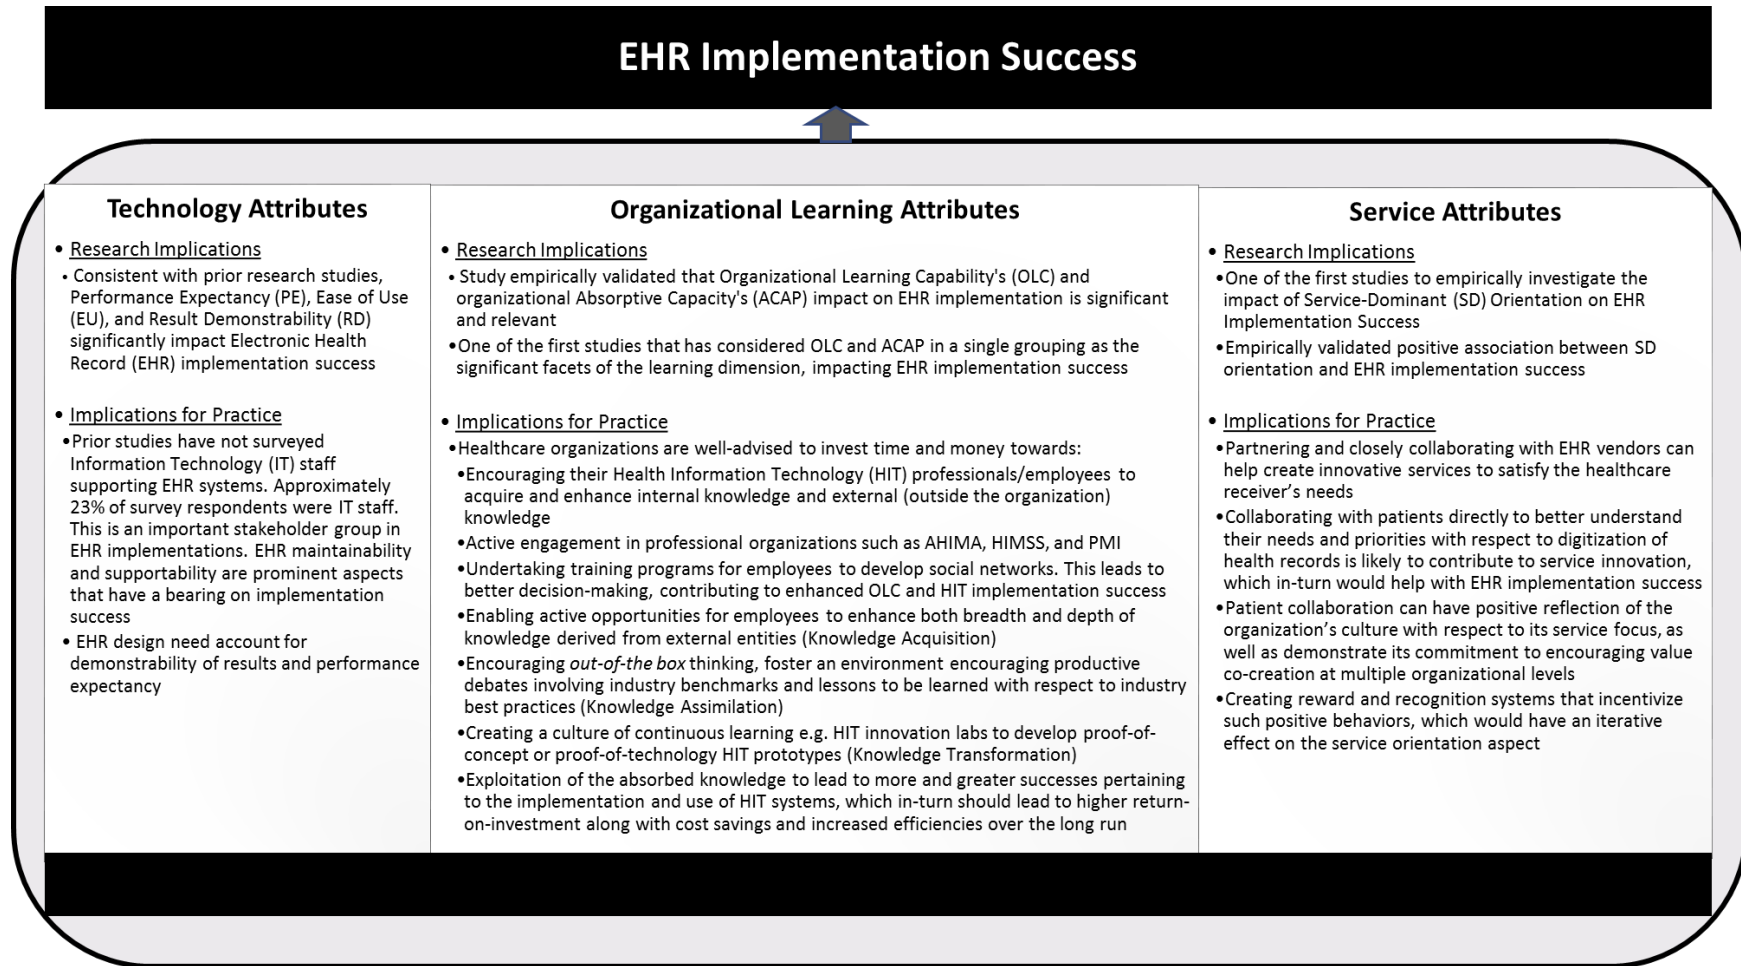 EHR Implementation Success
Technology Attributes
• Research Implications
• Consistent with prior research studies,
Performance Expectancy (PE), Ease of Use
(EU), and Result Demonstrability (RD)
significantly impact Electronic Health
Record (EHR) implementation success
• Implications for Practice
•Prior studies have not surveyed
Information Technology (IT) staff
supporting EHR systems. Approximately
23% of survey respondents were IT staff.
This is an important stakeholder group in
EHR implementations. EHR maintainability
and supportability are prominent aspects
that have a bearing on implementation
success
• EHR design need account for
demonstrability of results and performance
expectancy
Organizational Learning Attributes
• Research Implications
• Study empirically validated that Organizational Learning Capability's (OLC) and
organizational Absorptive Capacity's (ACAP) impact on EHR implementation is significant
and relevant
•One of the first studies that has considered OLC and ACAP in a single grouping as the
significant facets of the learning dimension, impacting EHR implementation success
• Implications for Practice
•Healthcare organizations are well-advised to invest time and money towards:
•Encouraging their Health Information Technology (HIT) professionals/employees to
acquire and enhance internal knowledge and external (outside the organization)
knowledge
•Active engagement in professional organizations such as AHIMA, HIMSS, and PMI
•Undertaking training programs for employees to develop social networks. This leads to
better decision-making, contributing to enhanced OLC and HIT implementation success
•Enabling active opportunities for employees to enhance both breadth and depth of
knowledge derived from external entities (Knowledge Acquisition)
•Encouraging out-of-the box thinking, foster an environment encouraging productive
debates involving industry benchmarks and lessons to be learned with respect to industry
best practices (Knowledge Assimilation)
•Creating a culture of continuous learning e.g. HIT innovation labs to develop proof-of-
concept or proof-of-technology HIT prototypes (Knowledge Transformation)
•Exploitation of the absorbed knowledge to lead to more and greater successes pertaining
to the implementation and use of HIT systems, which in-turn should lead to higher return-
on-investment along with cost savings and increased efficiencies over the long run
Service Attributes
• Research Implications
•One of the first studies to empirically investigate the
impact of Service-Dominant (SD) Orientation on EHR
Implementation Success
•Empirically validated positive association between SD
orientation and EHR implementation success
• Implications for Practice
•Partnering and closely collaborating with EHR vendors can
help create innovative services to satisfy the healthcare
receiver's needs
•Collaborating with patients directly to better understand
their needs and priorities with respect to digitization of
health records is likely to contribute to service innovation,
which in-turn would help with EHR implementation success
•Patient collaboration can have positive reflection of the
organization's culture with respect to its service focus, as
well as demonstrate its commitment to encouraging value
co-creation at multiple organizational levels
•Creating reward and recognition systems that incentivize
such positive behaviors, which would have an iterative
effect on the service orientation aspect